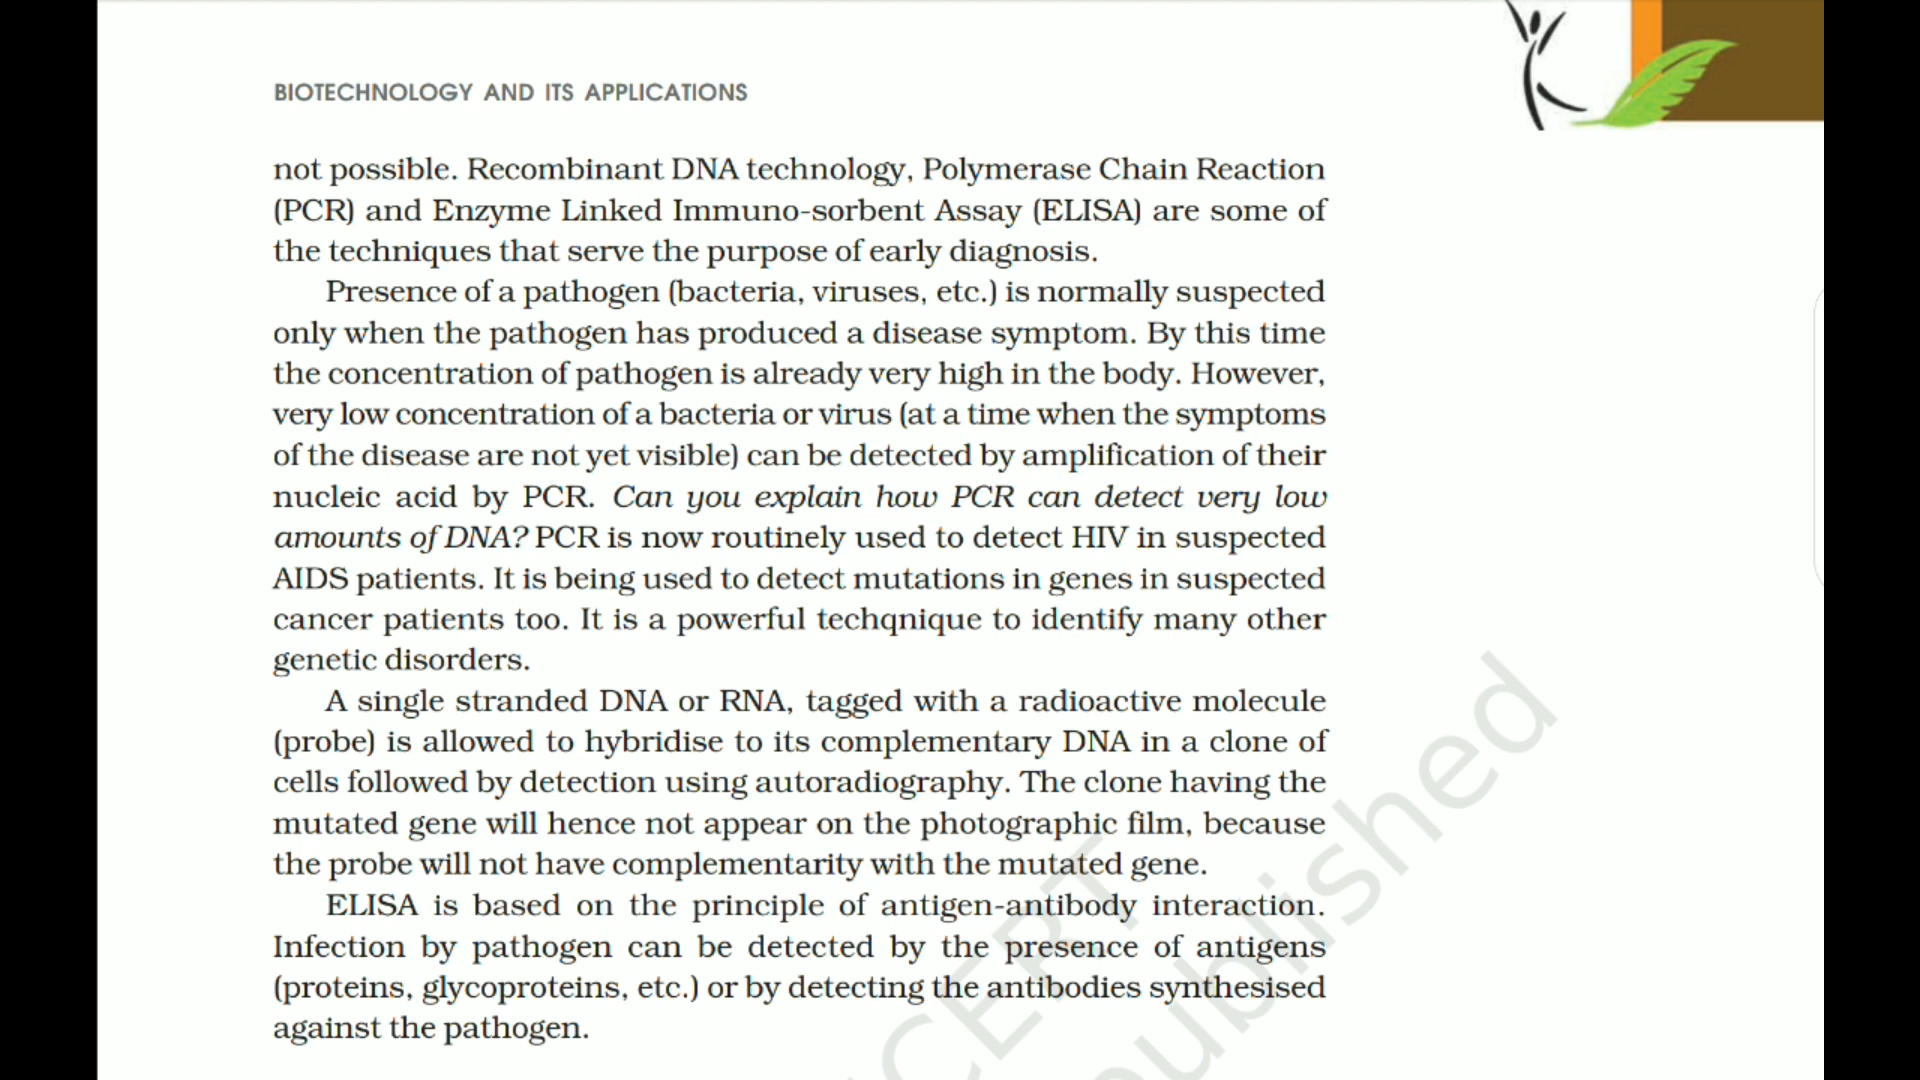 BIOTECHNOLOGY AND ITS APPLICATIONS
not possible. Recombinant DNA technology, Polymerase Chain Reaction
(PCR) and Enzyme Linked Immuno-sorbent Assay (ELISA) are some of
the techniques that serve the purpose of early diagnosis.
Presence of a pathogen (bacteria, viruses, etc.) is normally suspected
only when the pathogen has produced a disease symptom. By this time
the concentration of pathogen is already very high in the body. However,
very low concentration of a bacteria or virus (at a time when the symptoms
of the disease are not yet visible) can be detected by amplification of their
nucleic acid by PCR. Can you explain how PCR can detect very low
amounts of DNA? PCR is now routinely used to detect HIV in suspected
AIDS patients. It is being used to detect mutations in genes in suspected
cancer patients too. It is a powerful techqnique to identify many other
genetic disorders.
A single stranded DNA or RNA, tagged with a radioactive molecule
(probe) is allowed to hybridise to its complementary DNA in a clone of
cells followed by detection using autoradiography. The clone having the
mutated gene will hence not appear on the photographic film, because
the probe will not have complementarity with the mutated gene.
ELISA is based on the principle of antigen-antibody interaction.
Infection by pathogen can be detected by the presence of antigens
(proteins, glycoproteins, etc.) or by detecting the antibodies synthesised
against the pathogen.
CERT
published